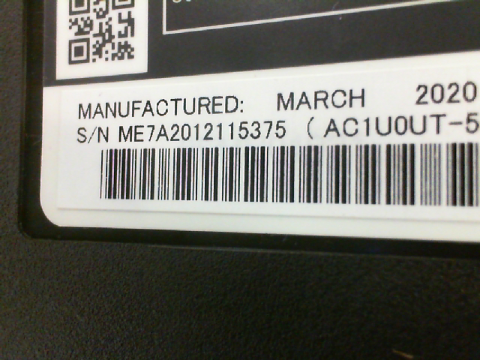 MANUFACTURED: MARCH 2020
S/N ME7A2012115375 ( AC1U0UT-5